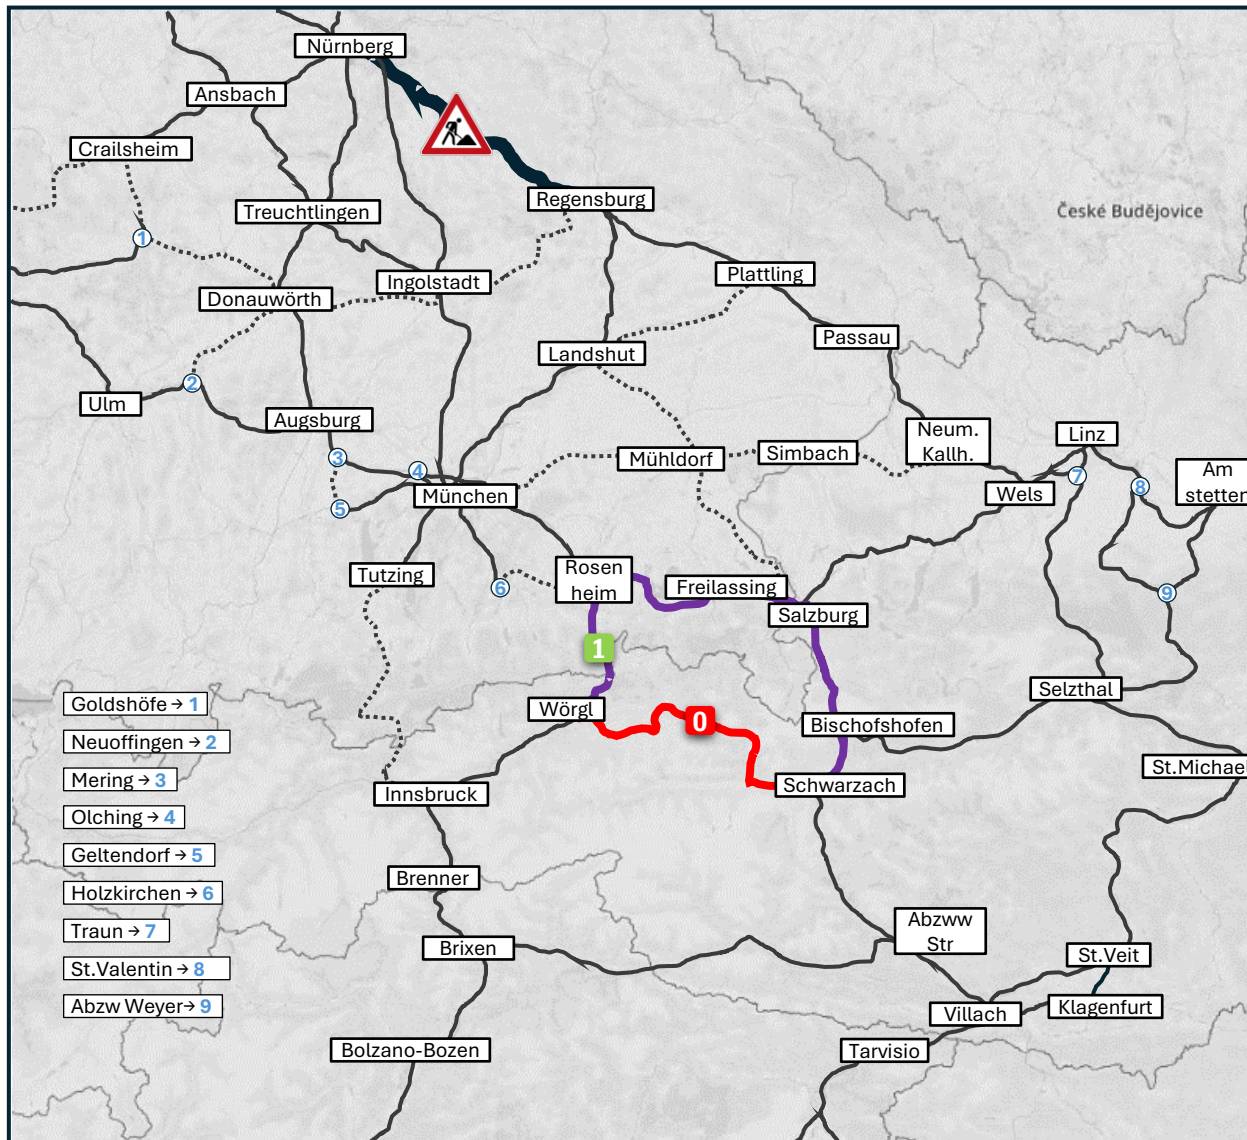 Nürnberg
Ansbach
Crailsheim
Regensburg
Treuchtlingen
České Budějovice
1
Plattling
Ingolstadt
Donauwörth
Passau
Landshut
2
Ulm
Augsburg
Neum.
Kallh.
Linz
Simbach
Mühldorf
3
4
7
8
Am
stetten
München
Wels
5
Rosen
heim
Tutzing
6
Freilassing
9
Salzburg
1
Selzthal
Goldshöfe → 1
Wörgl
0
Bischofshofen
Neuoffingen → 2
St.Michael
Mering → 3
Innsbruck
Schwarzach
Olching → 4
Geltendorf → 5
Brenner
Holzkirchen → 6
Abzww
Str
Traun → 7
Brixen
St.Veit
St.Valentin → 8
Abzw Weyer→ 9
Klagenfurt
Villach
Bolzano-Bozen
Tarvisio